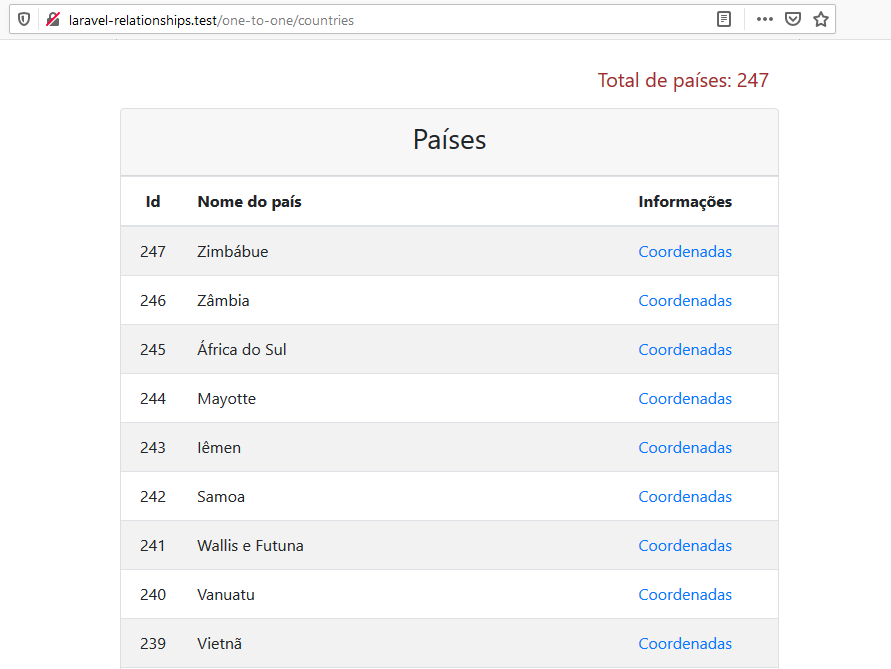 laravel-relationships.test/one-to-one/countries
Total de países: 247
Países
Id Nome do país Informações
247 Zimbábue Coordenadas
246 Zâmbia Coordenadas
245 África do Sul Coordenadas
244 Mayotte Coordenadas
243 Iêmen Coordenadas
242 Samoa Coordenadas
241 Wallis e Futuna Coordenadas
240 Vanuatu Coordenadas
239 Vietnã Coordenadas